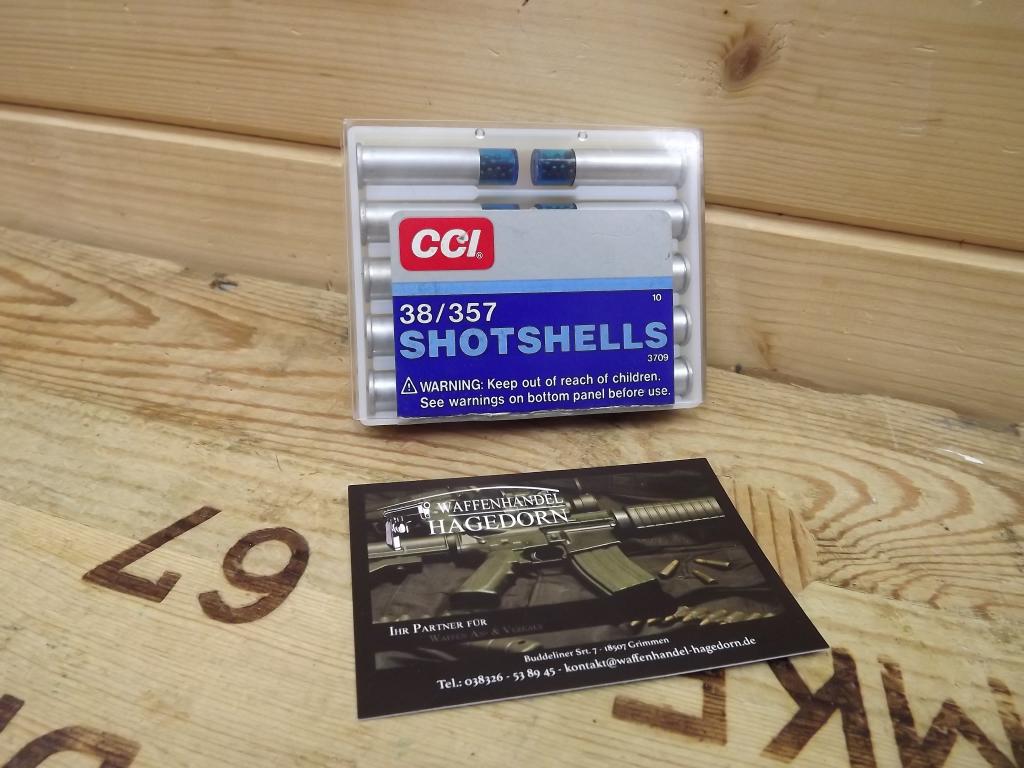 CCI®
38/357
10
SHOTSHELLS
3709
WARNING: Keep out of reach of children.
See warnings on bottom panel before use.
WAFFENHANDEL
HAGEDORN
IHR PARTNER FÜR
WAFFEN AN- & VERKAUF
Buddeliner Srt. 7 - 18507 Grimmen
Tel.: 038326 - 53 89 45 - kontakt@waffenhandel-hagedorn.de
67